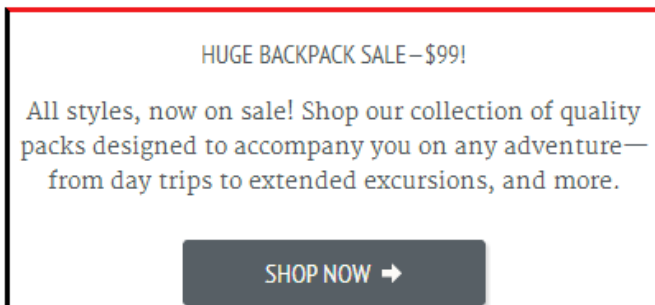 HUGE BACKPACK SALE—$99!
All styles, now on sale! Shop our collection of quality
packs designed to accompany you on any adventure—
from day trips to extended excursions, and more.
SHOP NOW